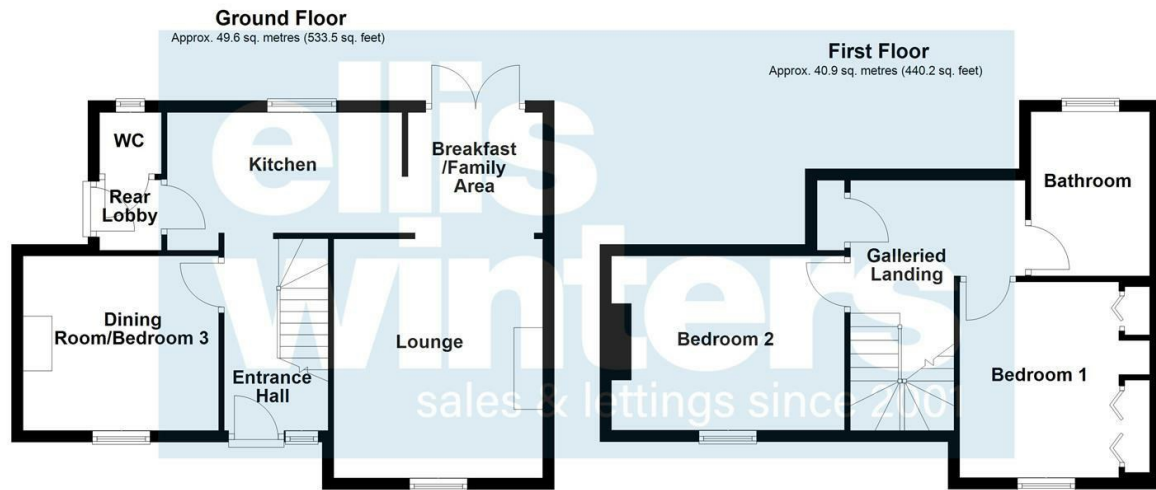 Ground Floor
Approx. 49.6 sq. metres (533.5 sq. feet)
First Floor
Approx. 40.9 sq. metres (440.2 sq. feet)
ellis
winters
sales & lettings since 2001
WC
Kitchen
Breakfast
/Family
Area
Rear
Lobby
Dining
Room/Bedroom 3
Lounge
Entrance
Hall
Bathroom
Galleried
Landing
Bedroom 2
Bedroom 1